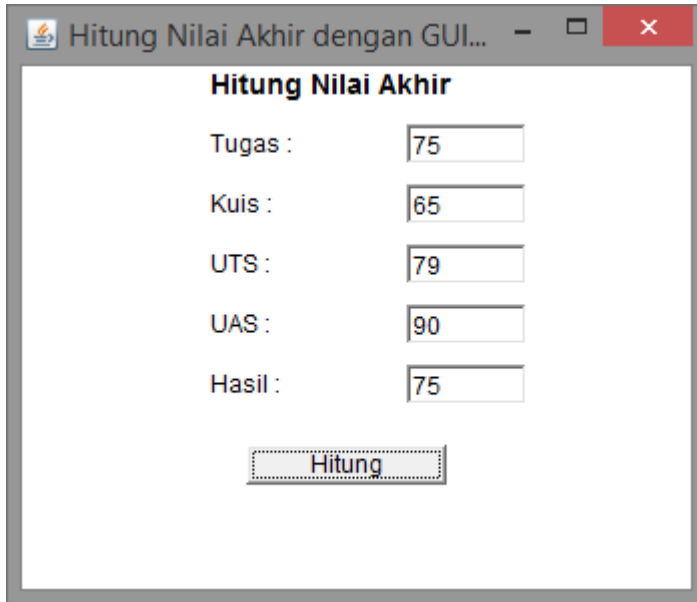 Hitung Nilai Akhir dengan GUI...
Hitung Nilai Akhir
Tugas : 75
Kuis : 65
UTS : 79
UAS : 90
Hasil : 75
Hitung